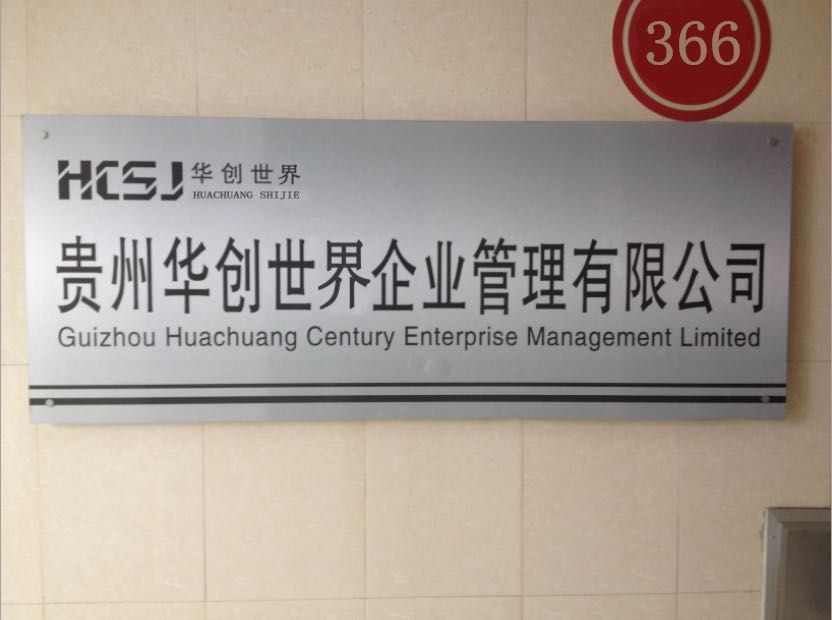 366
HCSJ 华创世界
HUACHUANG SHIJIE
贵州华创世界企业管理有限公司
Guizhou Huachuang Century Enterprise Management Limited